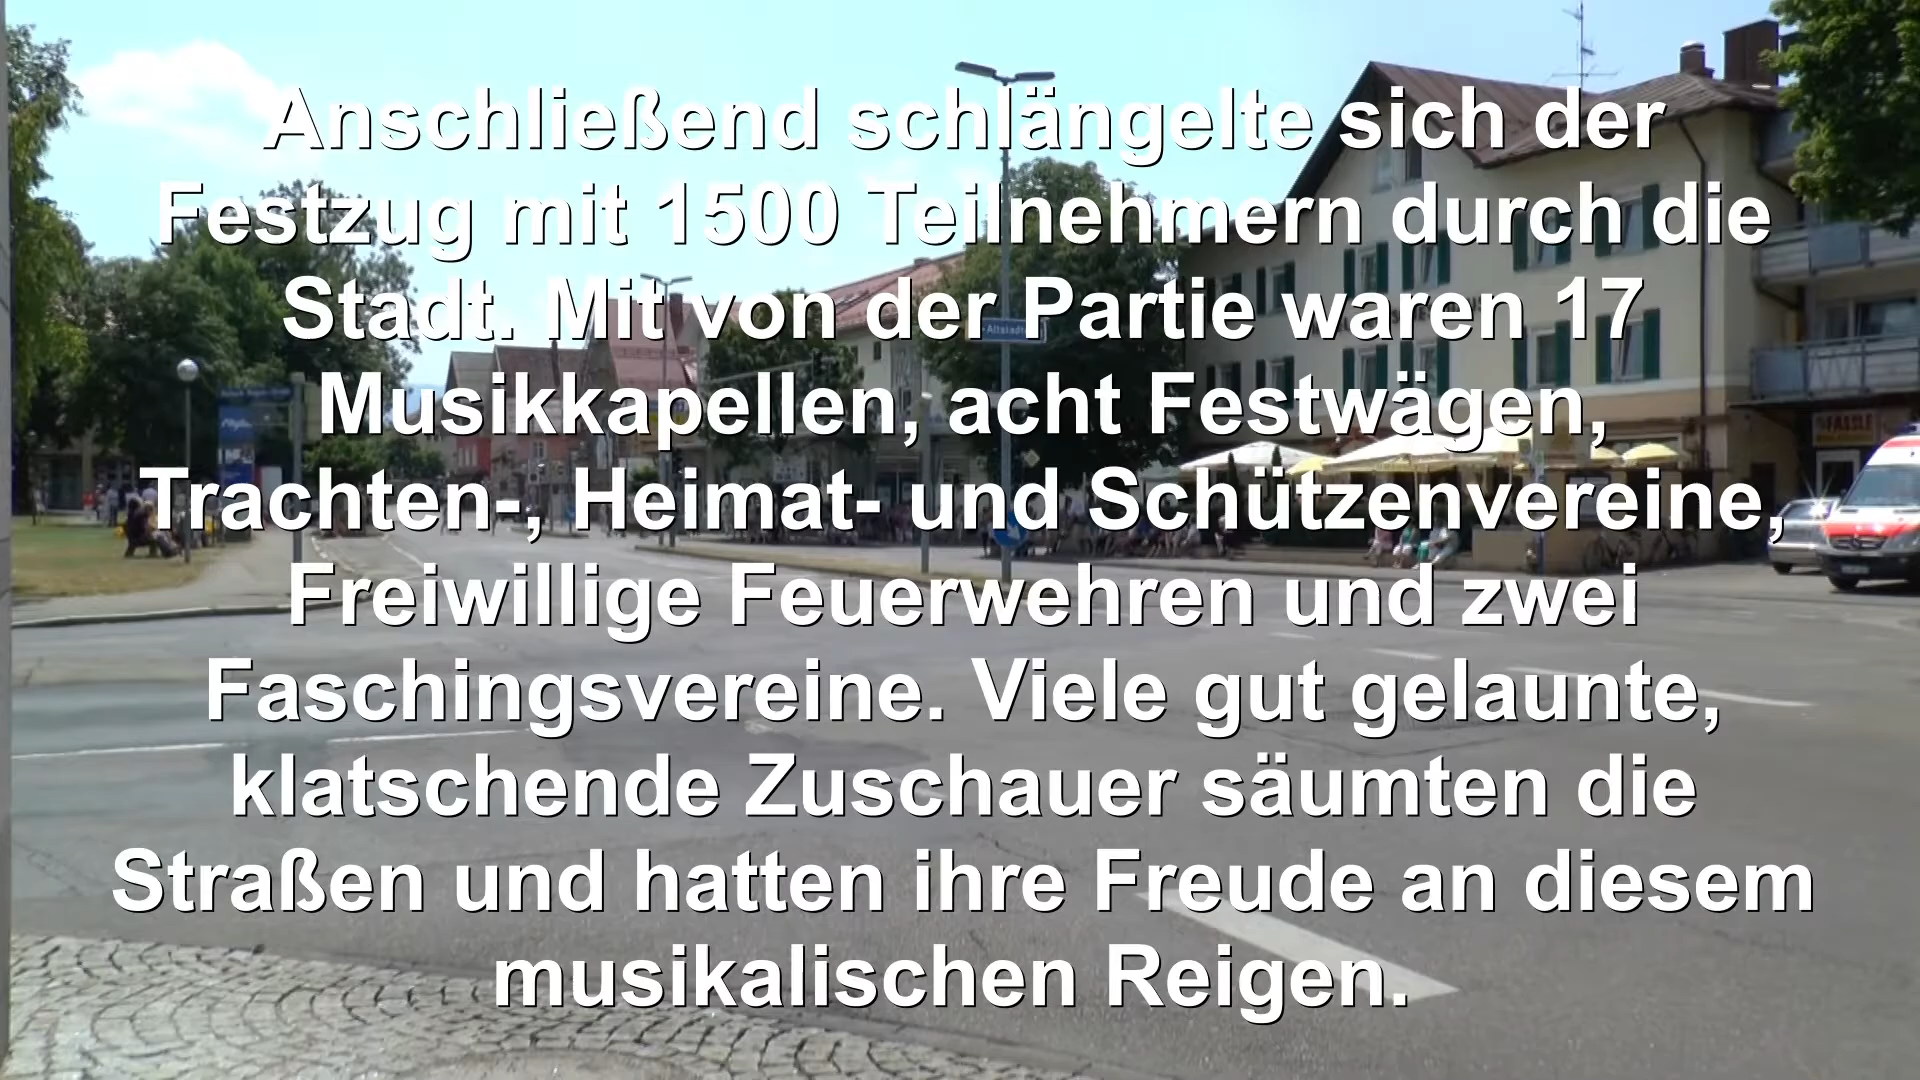 Anschließend schlängelte sich der
Festzug mit 1500 Teilnehmern durch die
Stadt. Mit von der Partie waren 17
Musikkapellen, acht Festwägen,
Trachten-, Heimat- und Schützenvereine,
Freiwillige Feuerwehren und zwei
Faschingsvereine. Viele gut gelaunte,
klatschende Zuschauer säumten die
Straßen und hatten ihre Freude an diesem
musikalischen Reigen.
Altstadt
FÄSSLE